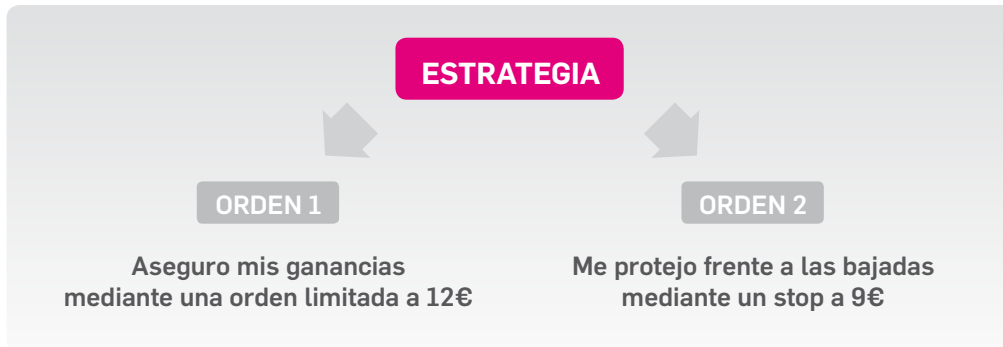 ESTRATEGIA
ORDEN 1
Aseguro mis ganancias
mediante una orden limitada a 12€
ORDEN 2
Me protejo frente a las bajadas
mediante un stop a 9€